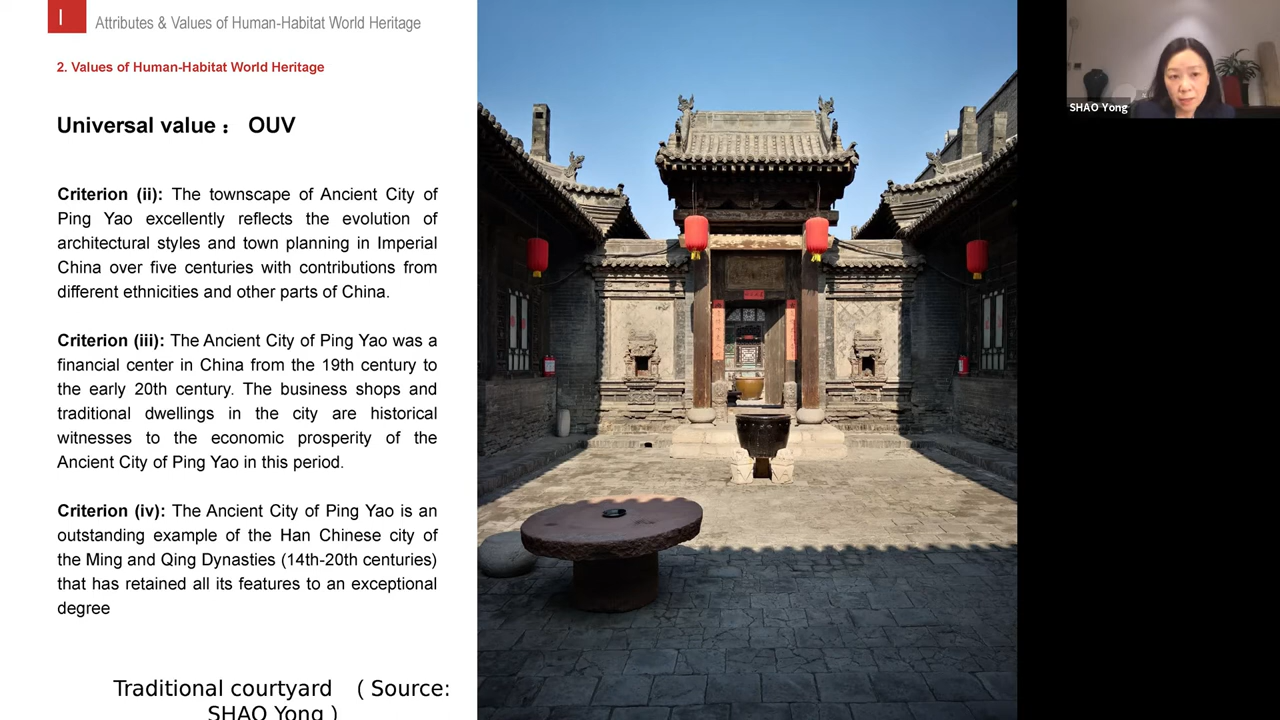 I
Attributes & Values of Human-Habitat World Heritage
2. Values of Human-Habitat World Heritage
Universal value： OUV
Criterion (ii): The townscape of Ancient City of
Ping Yao excellently reflects the evolution of
architectural styles and town planning in Imperial
China over five centuries with contributions from
different ethnicities and other parts of China.
Criterion (iii): The Ancient City of Ping Yao was a
financial center in China from the 19th century to
the early 20th century. The business shops and
traditional dwellings in the city are historical
witnesses to the economic prosperity of the
Ancient City of Ping Yao in this period.
Criterion (iv): The Ancient City of Ping Yao is an
outstanding example of the Han Chinese city of
the Ming and Qing Dynasties (14th-20th centuries)
that has retained all its features to an exceptional
degree
Traditional courtyard ( Source:
SHAO Yong )
SHAO Yong